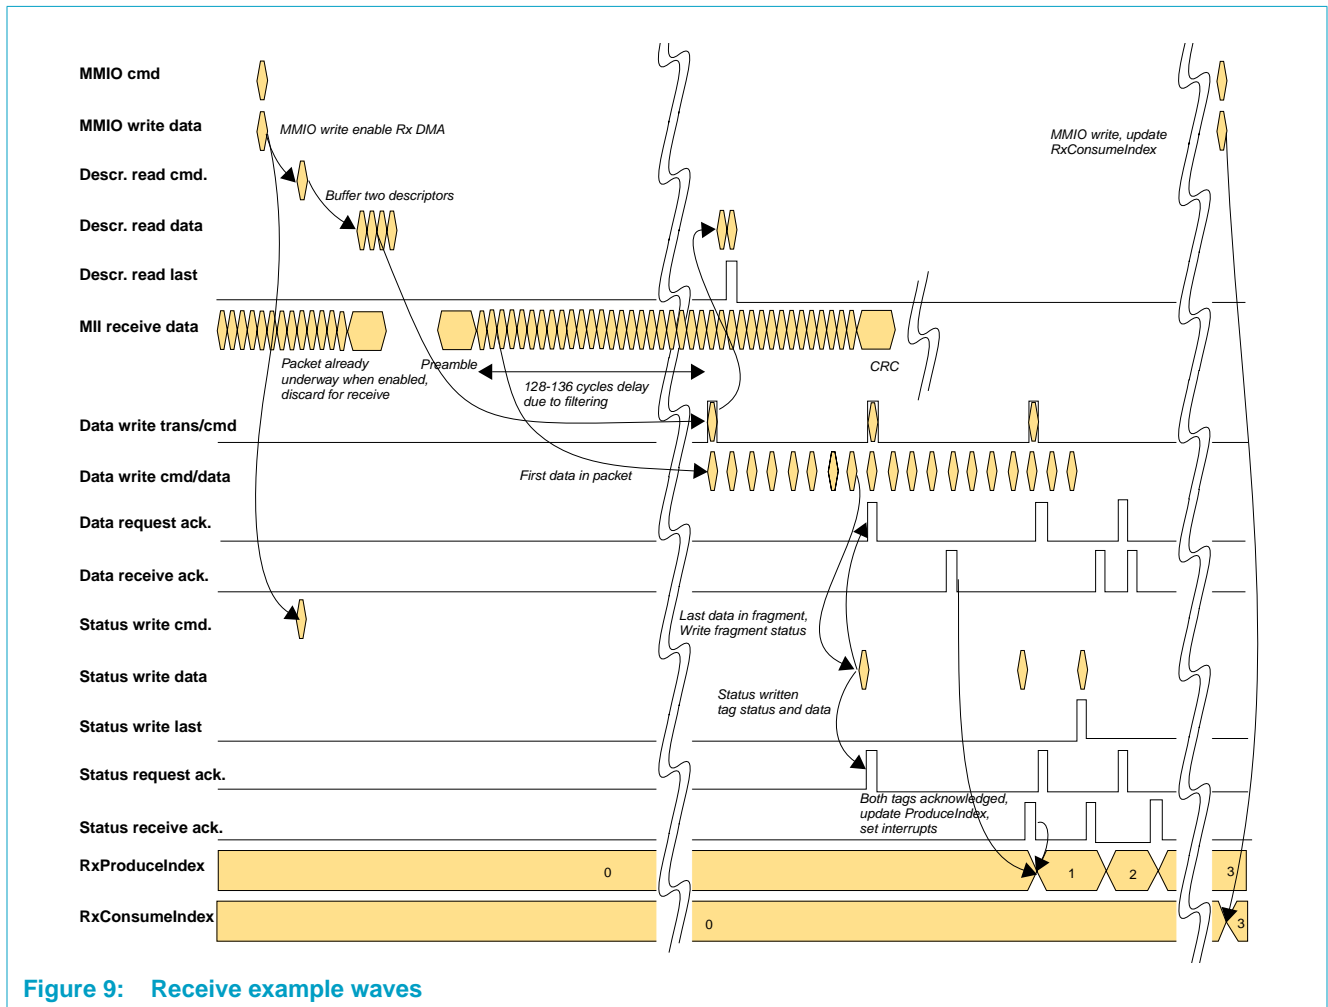 MMIO cmd
MMIO write data
MMIO write enable Rx DMA
MMIO write, update
RxConsumeIndex
Descr. read cmd.
Buffer two descriptors
Descr. read data
Descr. read last
MII receive data
Packet already
underway when enabled,
discard for receive
Preamble
128-136 cycles delay
due to filtering
CRC
Data write trans/cmd
Data write cmd/data
First data in packet
Data request ack.
Data receive ack.
Status write cmd.
Last data in fragment,
Write fragment status
Status write data
Status written
tag status and data
Status write last
Status request ack.
Both tags acknowledged,
update ProduceIndex,
set interrupts
Status receive ack.
RxProduceIndex
0
1
2
3
RxConsumeIndex
0
3
Figure 9: Receive example waves